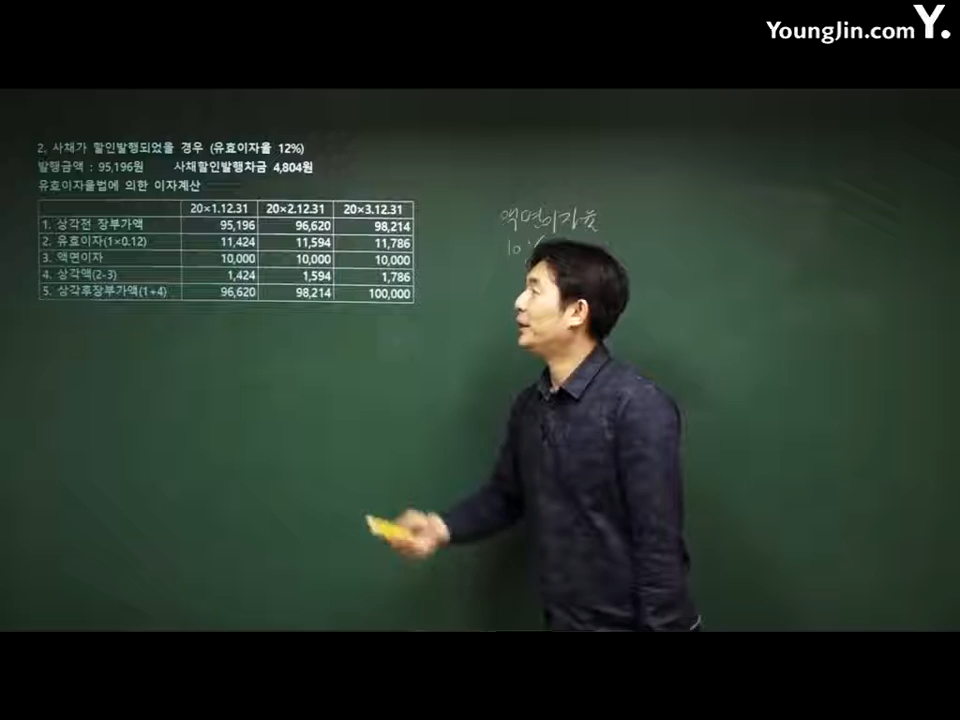 YoungJin.com Y.
2, 사채가 할인발행되었을 경우 (유효이자율 12%)
발행금액 : 95,196원 사채할인발행차금 4,804원
유효이자율법에 의한 이자계산
20×1.12.31 20×2.12.31 20×3.12.31
1. 상각전 장부가액 95,196 96,620 98,214
2. 유효이자(1×0.12) 11,424 11,594 11,786
3. 액면이자 10,000 10,000 10,000
4. 상각액(2-3) 1,424 1,594 1,786
5. 상각후장부가액(1+4) 96,620 98,214 100,000
액면이자율
10%